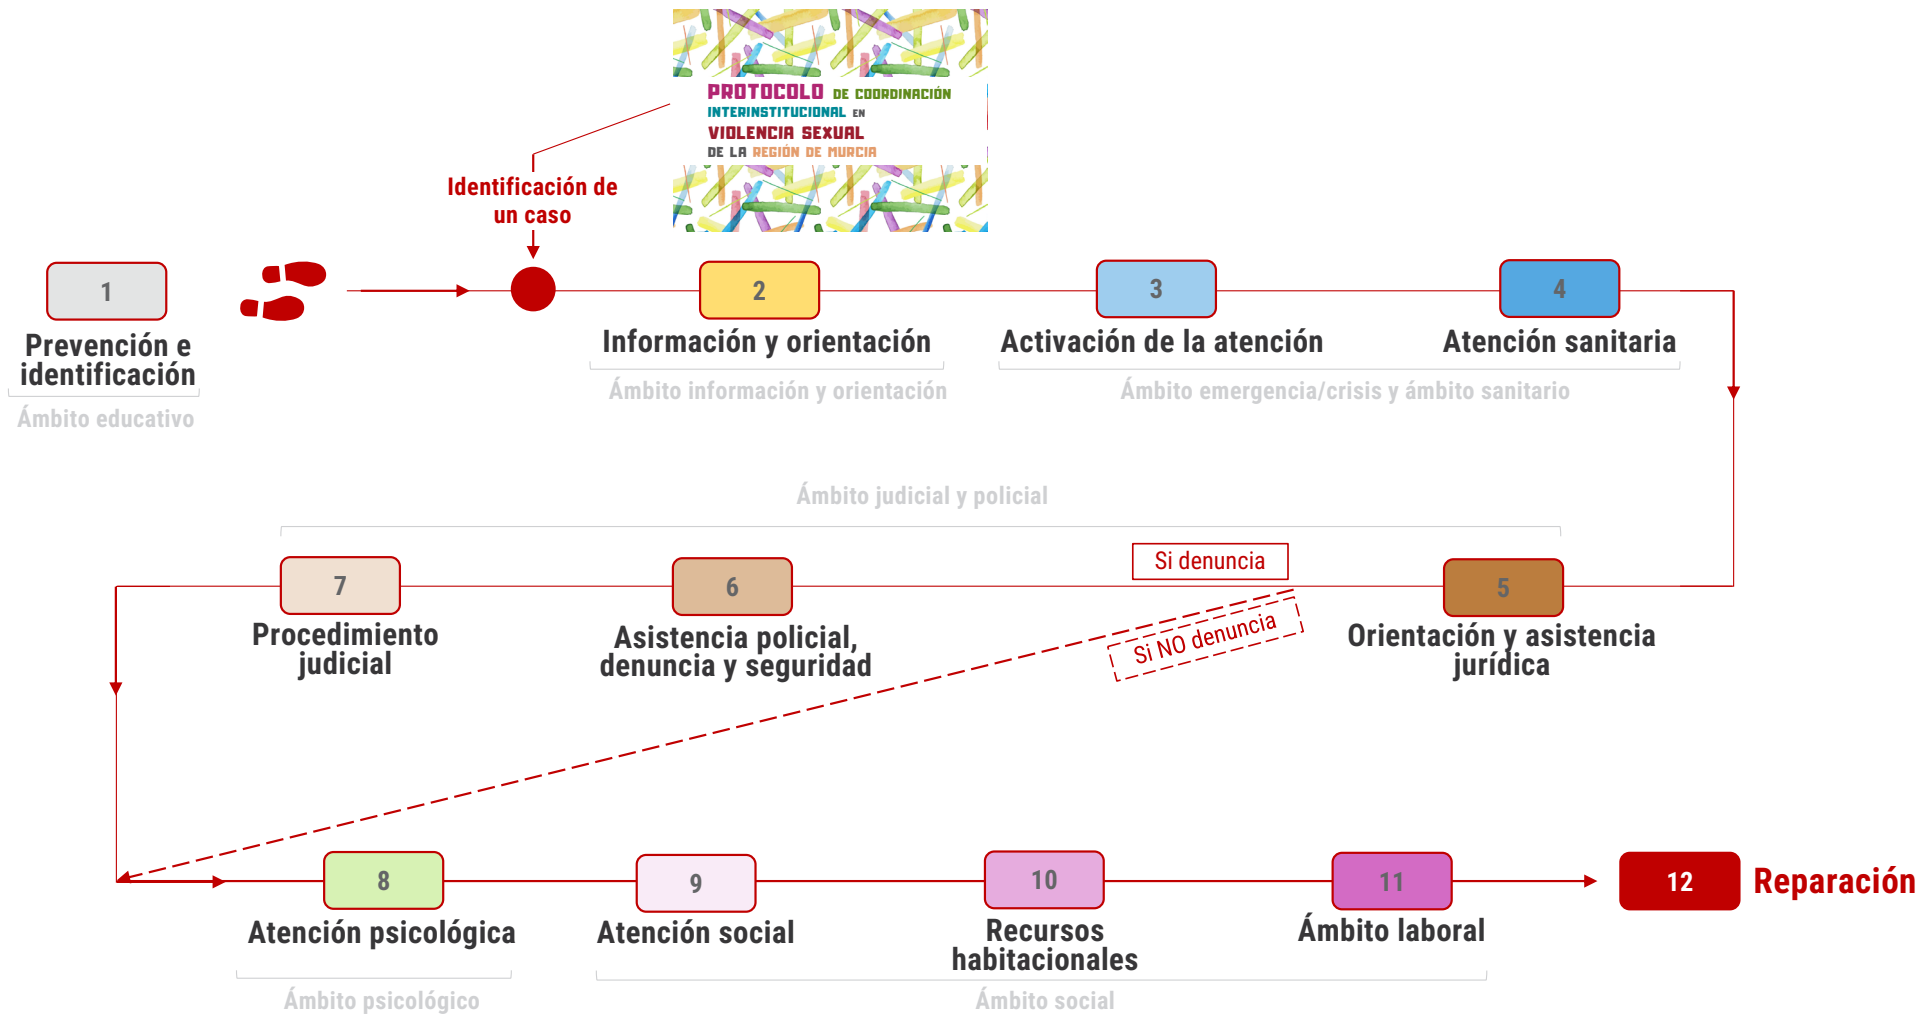 PROTOCOLO DE COORDINACIÓN
INTERINSTITUCIONAL EN
VIOLENCIA SEXUAL
DE LA REGIÓN DE MURCIA
Identificación de
un caso
1
Prevención e
identificación
Ámbito educativo
2
Información y orientación
Ámbito información y orientación
3
Activación de la atención
4
Atención sanitaria
Ámbito emergencia/crisis y ámbito sanitario
Ámbito judicial y policial
5
Orientación y asistencia
jurídica
Si denuncia
Si NO denuncia
6
Asistencia policial,
denuncia y seguridad
7
Procedimiento
judicial
8
Atención psicológica
Ámbito psicológico
9
Atención social
10
Recursos
habitacionales
11
Ámbito laboral
Ámbito social
12
Reparación